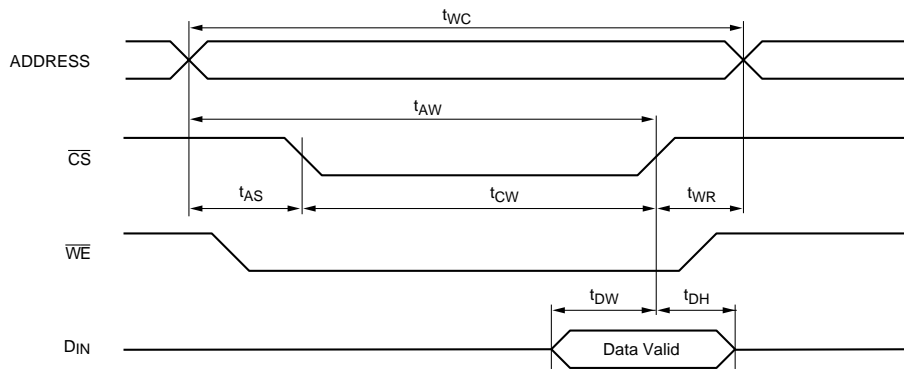 tWC
ADDRESS
tAW
CS
tAS
tCW
tWR
WE
tDW
tDH
DIN
Data Valid